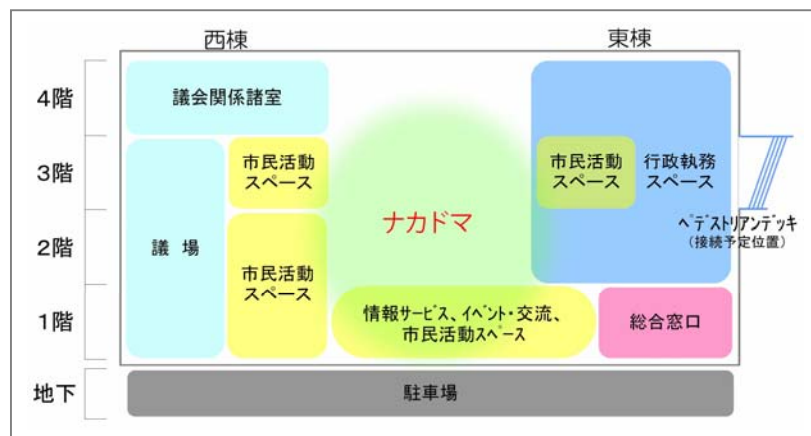 西棟
東棟
4階
議会関係諸室
3階
市民活動
スペース
市民活動
スペース
行政執務
スペース
ナカドマ
ﾍﾟﾃﾞｽﾄﾘｱﾝﾃﾞｯｷ
(接続予定位置)
2階
議 場
市民活動
スペース
1階
情報ｻｰﾋﾞｽ、ｲﾍﾞﾝﾄ・交流、
市民活動ｽﾍﾟｰｽ
総合窓口
地下
駐車場